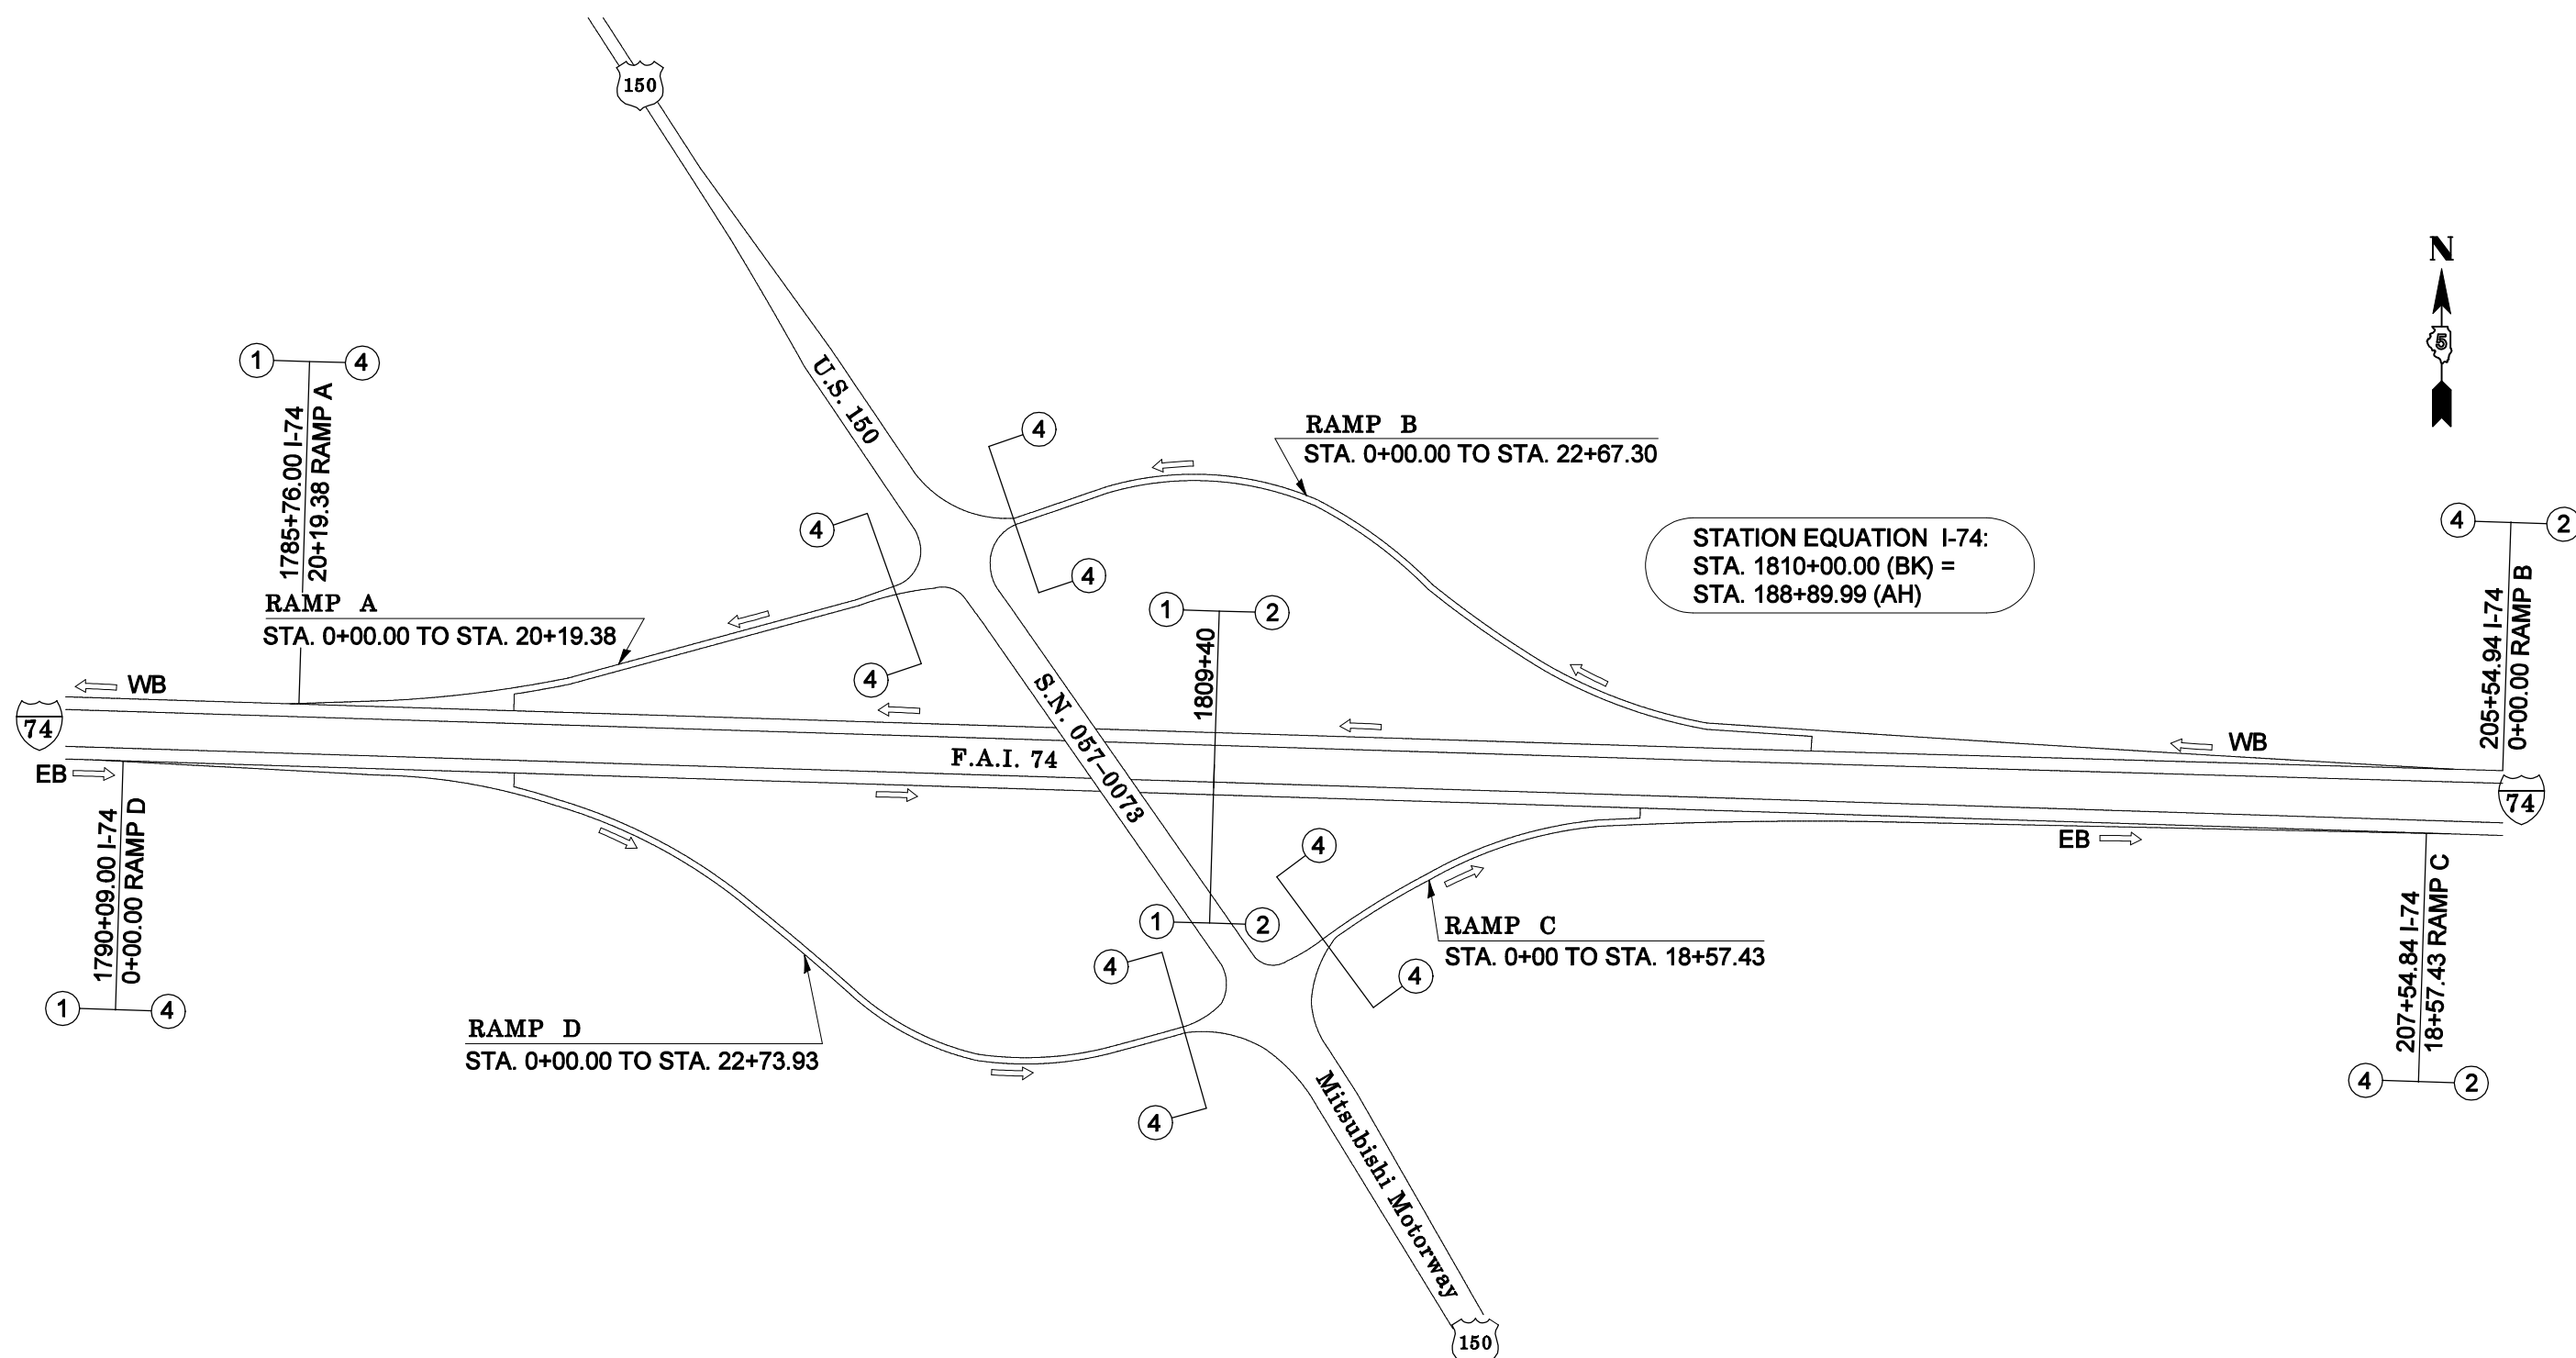 150
N
5
U.S. 150
1
4
1785+76.00 I-74
20+19.38 RAMP A
RAMP A
STA. 0+00.00 TO STA. 20+19.38
4
4
4
4
RAMP B
STA. 0+00.00 TO STA. 22+67.30
STATION EQUATION I-74:
STA. 1810+00.00 (BK) =
STA. 188+89.99 (AH)
4
2
205+54.94 I-74
0+00.00 RAMP B
1
2
1809+40
1
2
S.N. 057-0073
WB
74
EB
F.A.I. 74
WB
74
EB
1790+09.00 I-74
0+00.00 RAMP D
1
4
RAMP D
STA. 0+00.00 TO STA. 22+73.93
4
4
4
4
RAMP C
STA. 0+00 TO STA. 18+57.43
207+54.84 I-74
18+57.43 RAMP C
4
2
Mitsubishi Motorway
150